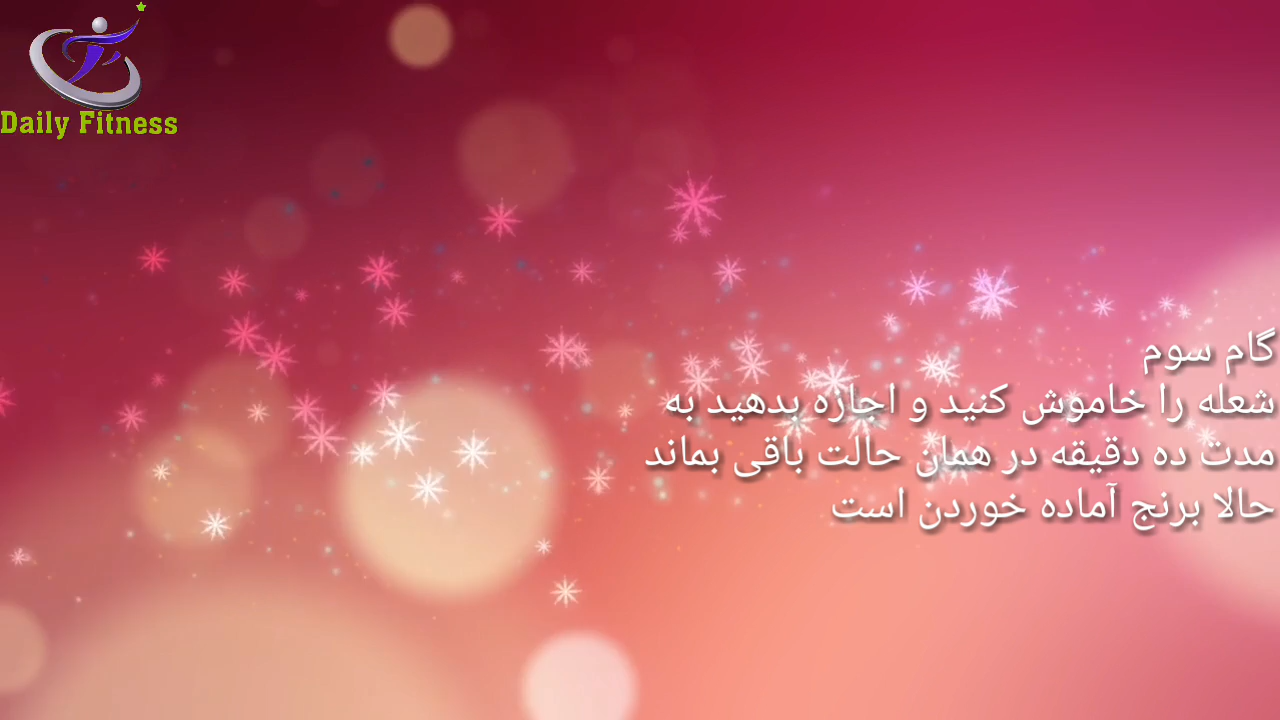 Daily Fitness
گام سوم
شعله را خاموش کنید و اجازه بدهید به
مدت ده دقیقه در همان حالت باقی بماند
حالا برنج آماده خوردن است